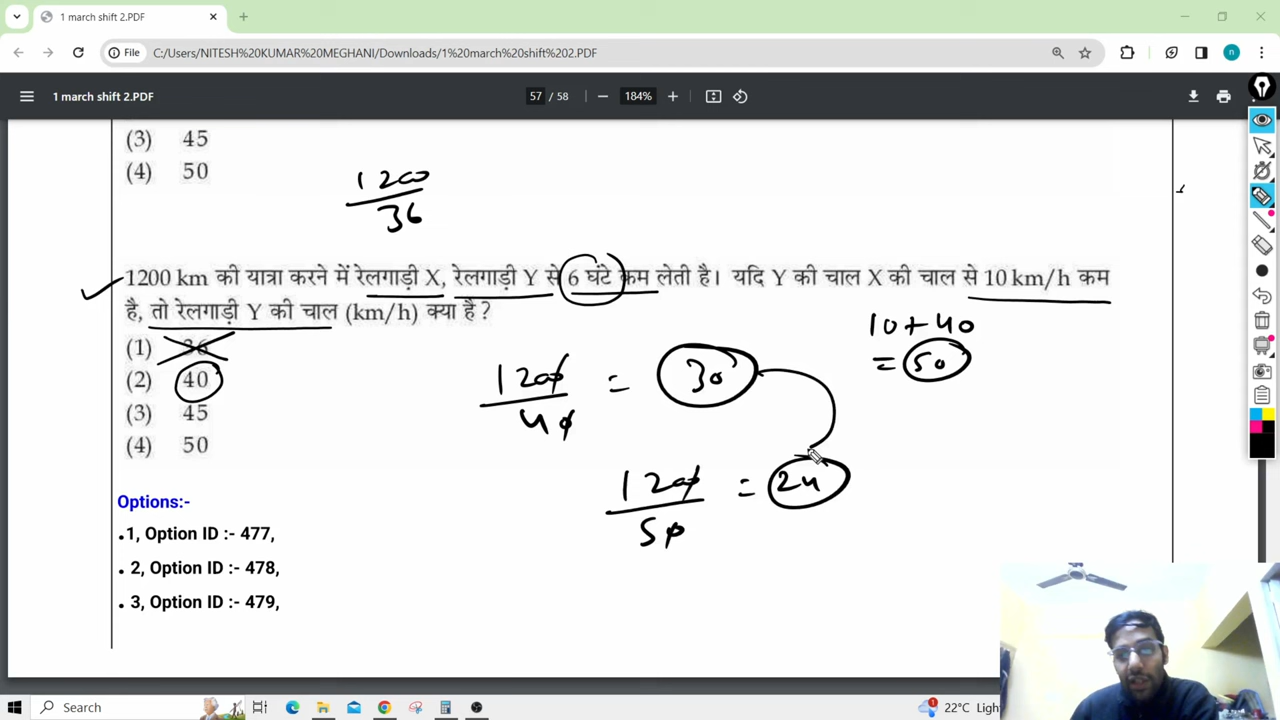 1 march shift 2.PDF
File C:/Users/NITESH%20KUMAR%20MEGHANI/Downloads/1%20march%20shift%202.PDF
n
1 march shift 2.PDF 57 / 58 184%
(3) 45
(4) 50
1200
36
1200 km की यात्रा करने में रेलगाड़ी X, रेलगाड़ी Y से 6 घंटे कम लेती है। यदि Y की चाल X की चाल से 10 km/h कम
है, तो रेलगाड़ी Y की चाल (km/h) क्या है?
10+40
= 50
(1) 36
(2) 40
(3) 45
(4) 50
1200 = 30
40
1200 = 24
50
Options:-
.1, Option ID :- 477,
. 2, Option ID :- 478,
. 3, Option ID :- 479,
Search
22°C Light